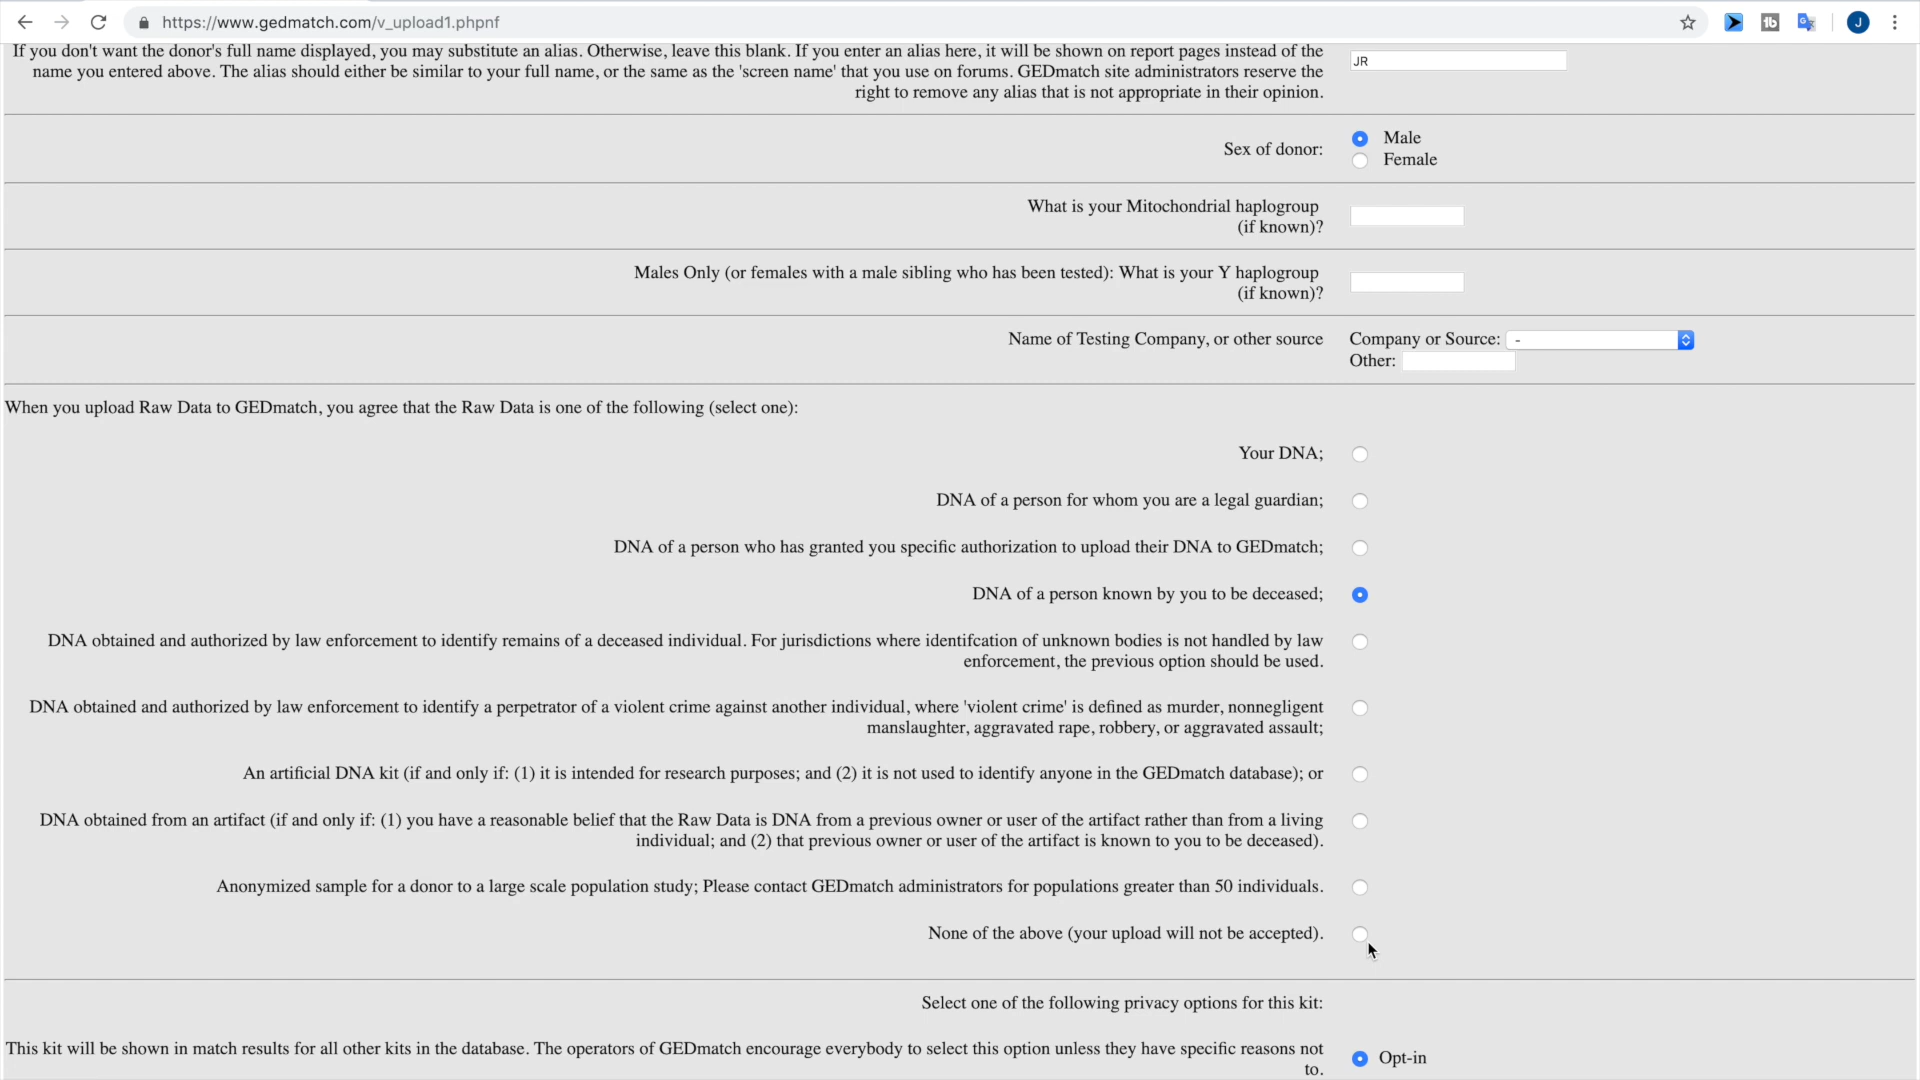 https://www.gedmatch.com/v_upload1.phpnf
J
If you don't want the donor's full name displayed, you may substitute an alias. Otherwise, leave this blank. If you enter an alias here, it will be shown on report pages instead of the
name you entered above. The alias should either be similar to your full name, or the same as the 'screen name' that you use on forums. GEDmatch site administrators reserve the
right to remove any alias that is not appropriate in their opinion.
JR
Sex of donor:
Male
Female
What is your Mitochondrial haplogroup
(if known)?
Males Only (or females with a male sibling who has been tested): What is your Y haplogroup
(if known)?
Name of Testing Company, or other source
Company or Source: -
Other:
When you upload Raw Data to GEDmatch, you agree that the Raw Data is one of the following (select one):
Your DNA;
DNA of a person for whom you are a legal guardian;
DNA of a person who has granted you specific authorization to upload their DNA to GEDmatch;
DNA of a person known by you to be deceased;
DNA obtained and authorized by law enforcement to identify remains of a deceased individual. For jurisdictions where identifcation of unknown bodies is not handled by law
enforcement, the previous option should be used.
DNA obtained and authorized by law enforcement to identify a perpetrator of a violent crime against another individual, where 'violent crime' is defined as murder, nonnegligent
manslaughter, aggravated rape, robbery, or aggravated assault;
An artificial DNA kit (if and only if: (1) it is intended for research purposes; and (2) it is not used to identify anyone in the GEDmatch database); or
DNA obtained from an artifact (if and only if: (1) you have a reasonable belief that the Raw Data is DNA from a previous owner or user of the artifact rather than from a living
individual; and (2) that previous owner or user of the artifact is known to you to be deceased).
Anonymized sample for a donor to a large scale population study; Please contact GEDmatch administrators for populations greater than 50 individuals.
None of the above (your upload will not be accepted).
Select one of the following privacy options for this kit:
This kit will be shown in match results for all other kits in the database. The operators of GEDmatch encourage everybody to select this option unless they have specific reasons not
to.
Opt-in